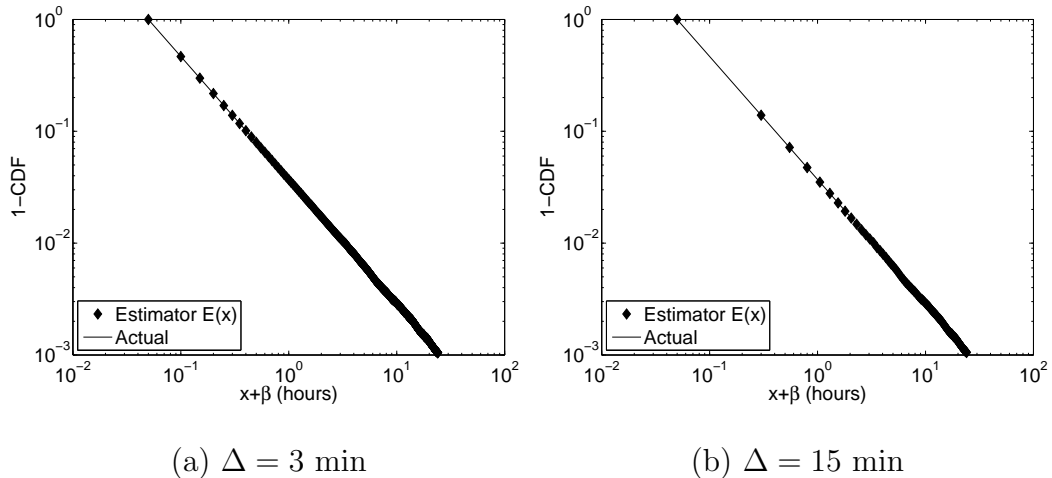 10^0
10^-1
10^-2
10^-3
1−CDF
Estimator E(x)
Actual
10^-2 10^-1 10^0 10^1 10^2
x+β (hours)
(a) Δ = 3 min
10^0
10^-1
10^-2
10^-3
1−CDF
Estimator E(x)
Actual
10^-2 10^-1 10^0 10^1 10^2
x+β (hours)
(b) Δ = 15 min